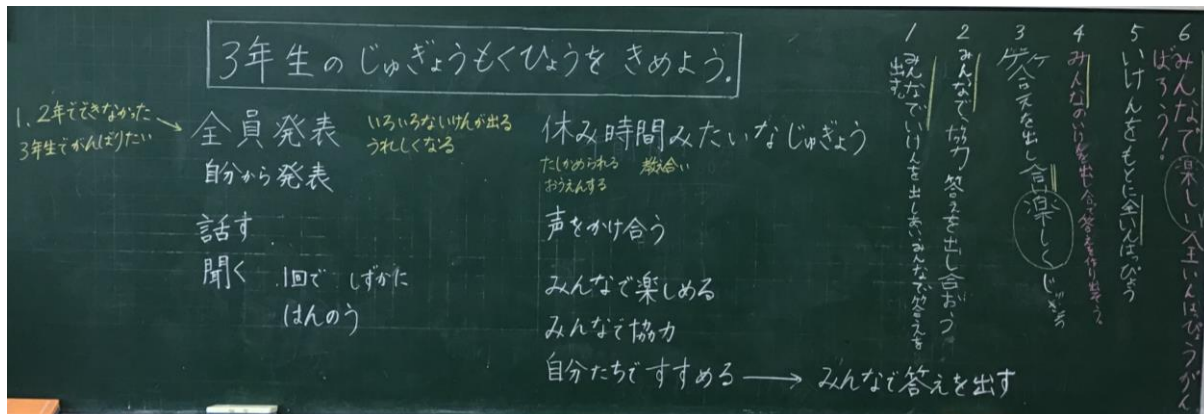 3年生のじゅぎょうもくひょうをきめよう。
1、2年でできなかった
3年生でがんばりたい
全員発表
いろいろないけんが出る
うれしくなる
自分から発表
話す
聞く
1回で しずかに
はんのう
休み時間みたいなじゅぎょう
たしかめられる 教え合い
おうえんする
声をかけ合う
みんなで楽しめる
みんなで協力
自分たちですすめる → みんなで答えを出す
1 みんなでいけんを出しあい、みんなで答えを
出す。
2 みんなで、協力 答えを出し合おう
3 答えを出し合 楽しくじゅぎょう
4 みんなのいけんを出し合
5 いけんをもとに全いんはっぴょう
6 みんなで楽しい全いんはぴょうがん
ばろう!